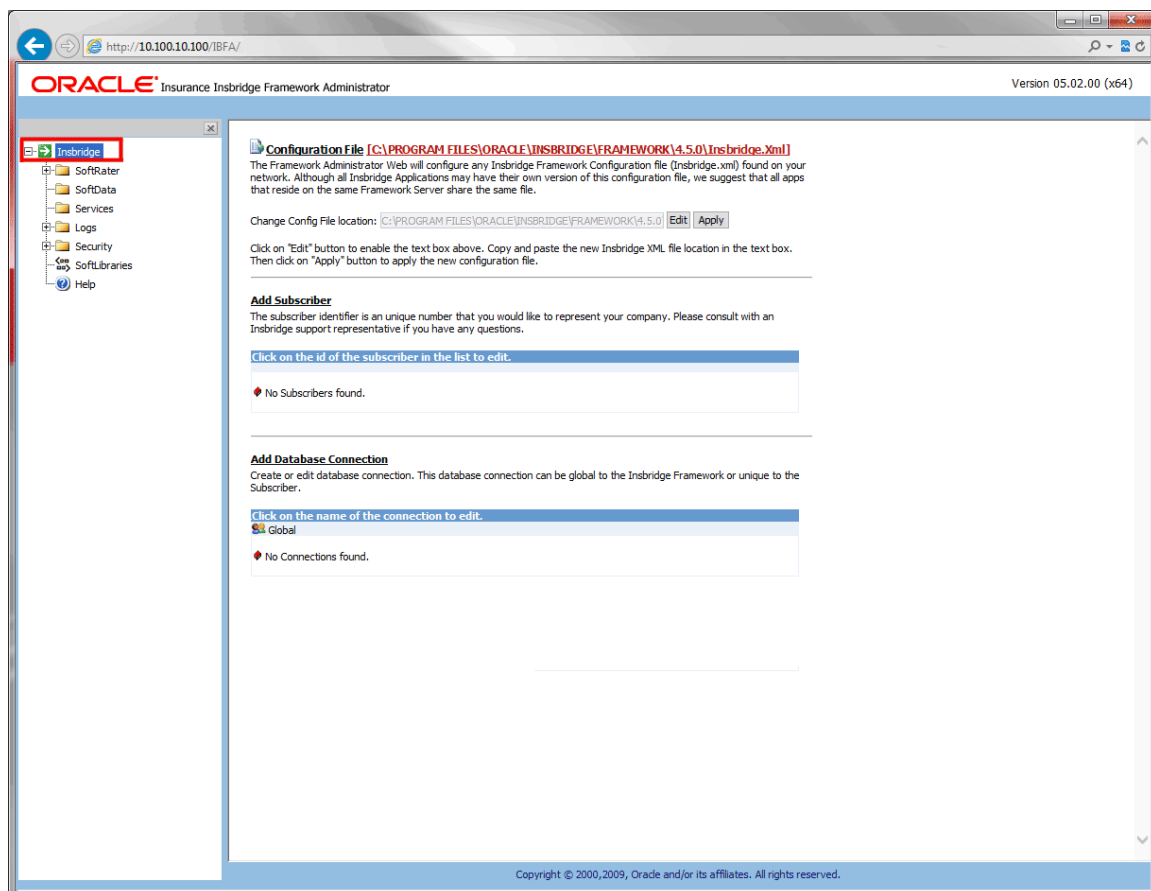 http://10.100.10.100/IBFA/
ORACLE Insurance Insbridge Framework Administrator
Version 05.02.00 (x64)
Insbridge
SoftRater
SoftData
Services
Logs
Security
SoftLibraries
Help
Configuration File [C:\PROGRAM FILES\ORACLE\INSBRIDGE\FRAMEWORK\4.5.0\Insbridge.Xml]
The Framework Administrator Web will configure any Insbridge Framework Configuration file (Insbridge.xml) found on your
network. Although all Insbridge Applications may have their own version of this configuration file, we suggest that all apps
that reside on the same Framework Server share the same file.
Change Config File location: C:\PROGRAM FILES\ORACLE\INSBRIDGE\FRAMEWORK\4.5.0 Edit Apply
Click on "Edit" button to enable the text box above. Copy and paste the new Insbridge XML file location in the text box.
Then click on "Apply" button to apply the new configuration file.
Add Subscriber
The subscriber identifier is an unique number that you would like to represent your company. Please consult with an
Insbridge support representative if you have any questions.
Click on the id of the subscriber in the list to edit.
No Subscribers found.
Add Database Connection
Create or edit database connection. This database connection can be global to the Insbridge Framework or unique to the
Subscriber.
Click on the name of the connection to edit.
Global
No Connections found.
Copyright © 2000,2009, Oracle and/or its affiliates. All rights reserved.